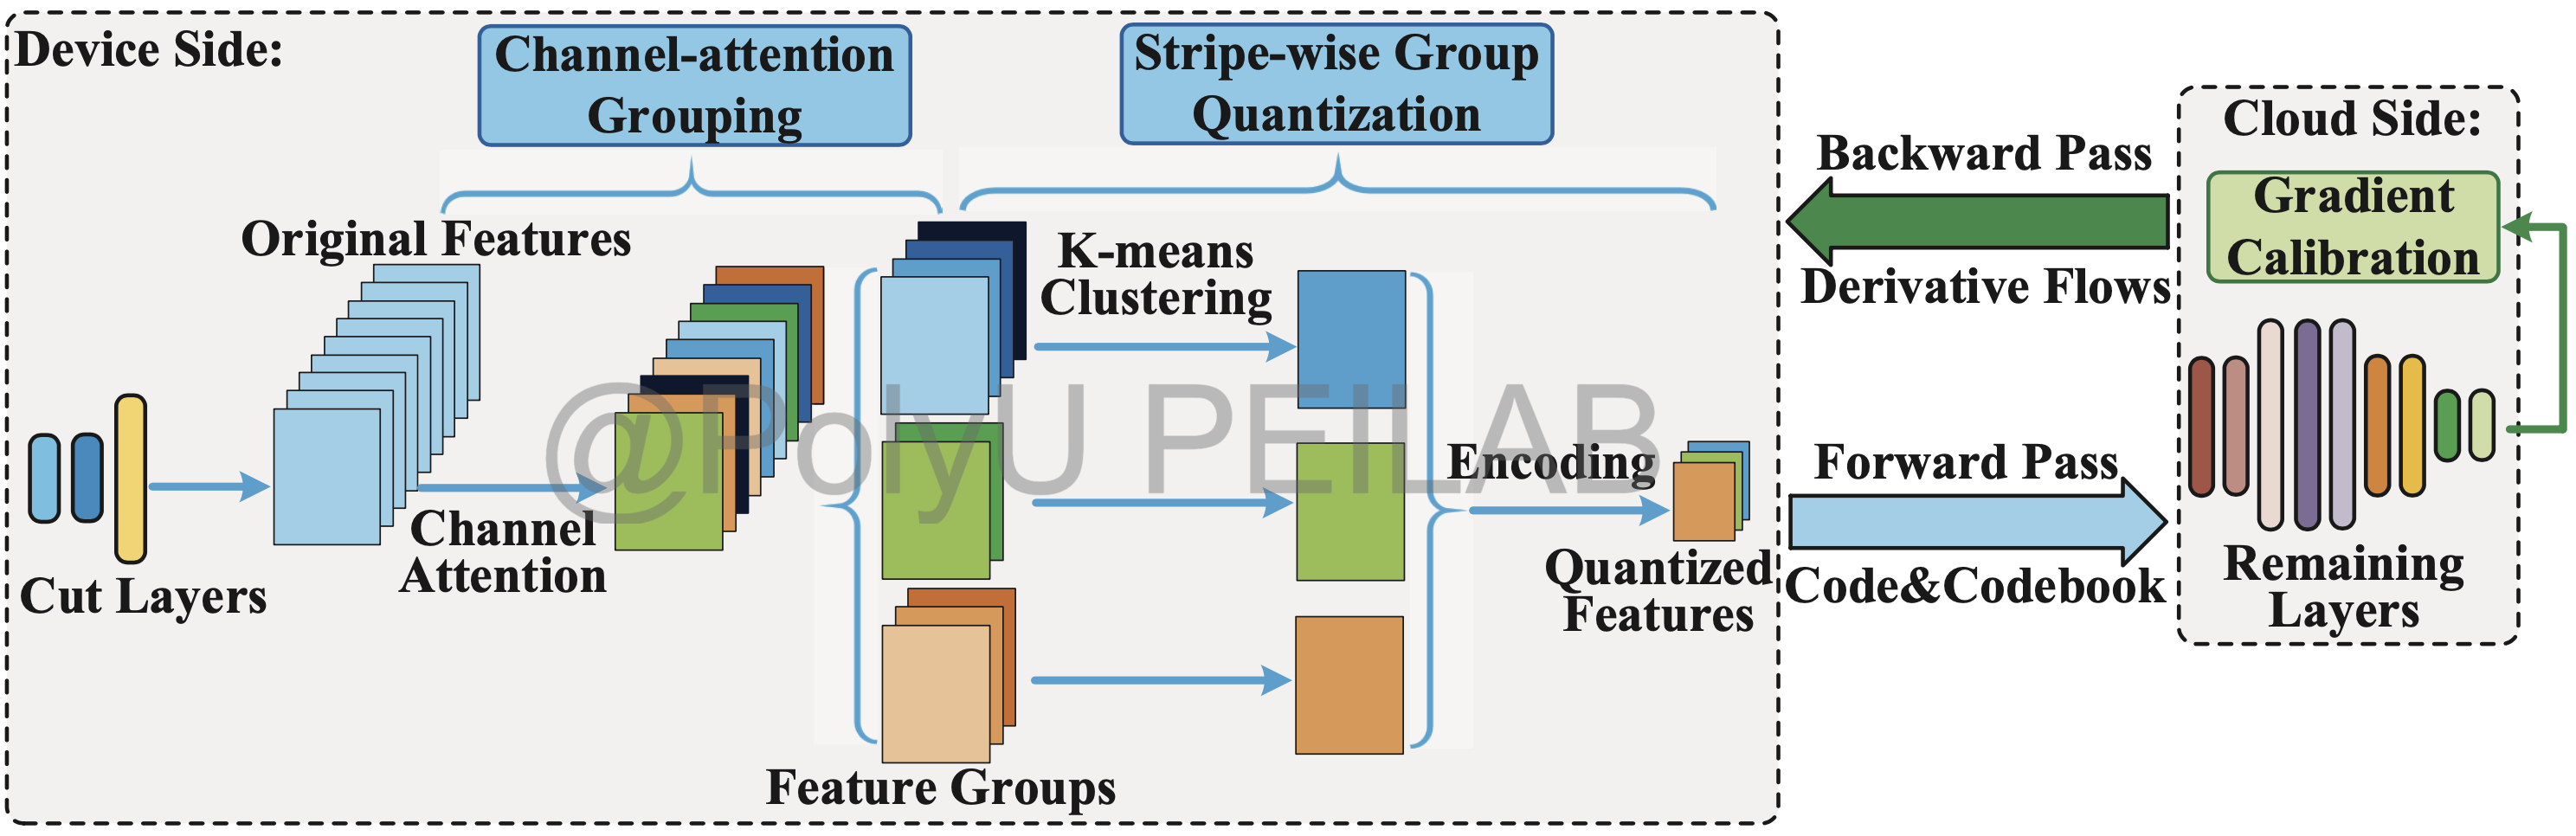 Device Side:
Channel-attention
Grouping
Stripe-wise Group
Quantization
Original Features
K-means
Clustering
Cut Layers
Channel
Attention
Feature Groups
Encoding
Quantized
Features
@PolyU PEILAB
Backward Pass
Derivative Flows
Forward Pass
Code&Codebook
Cloud Side:
Gradient
Calibration
Remaining
Layers